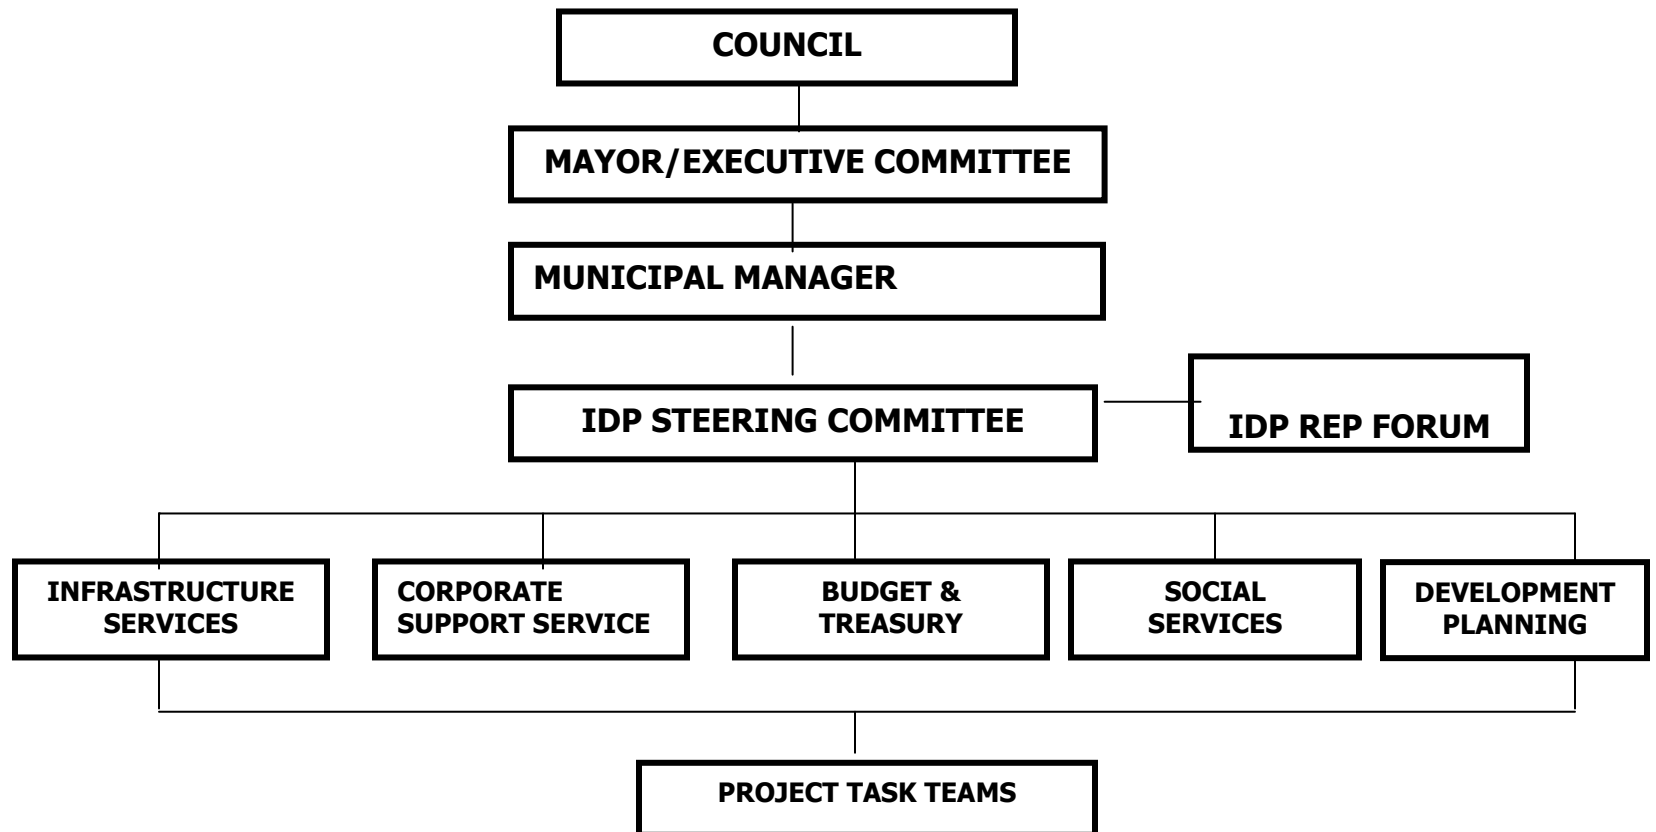 COUNCIL
MAYOR/EXECUTIVE COMMITTEE
MUNICIPAL MANAGER
IDP STEERING COMMITTEE
IDP REP FORUM
INFRASTRUCTURE
SERVICES
CORPORATE
SUPPORT SERVICE
BUDGET &
TREASURY
SOCIAL
SERVICES
DEVELOPMENT
PLANNING
PROJECT TASK TEAMS